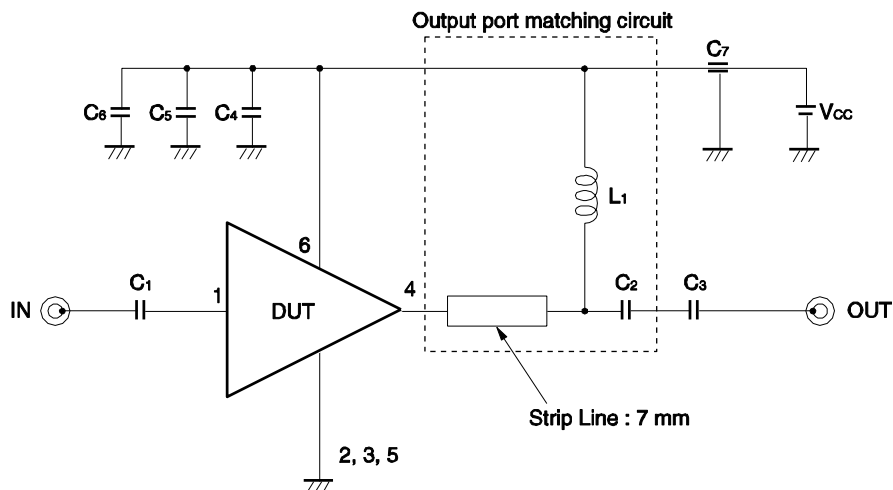 Output port matching circuit
C7
C6
C5
C4
VCC
L1
6
C1
1
4
C2
C3
IN
DUT
OUT
Strip Line : 7 mm
2, 3, 5